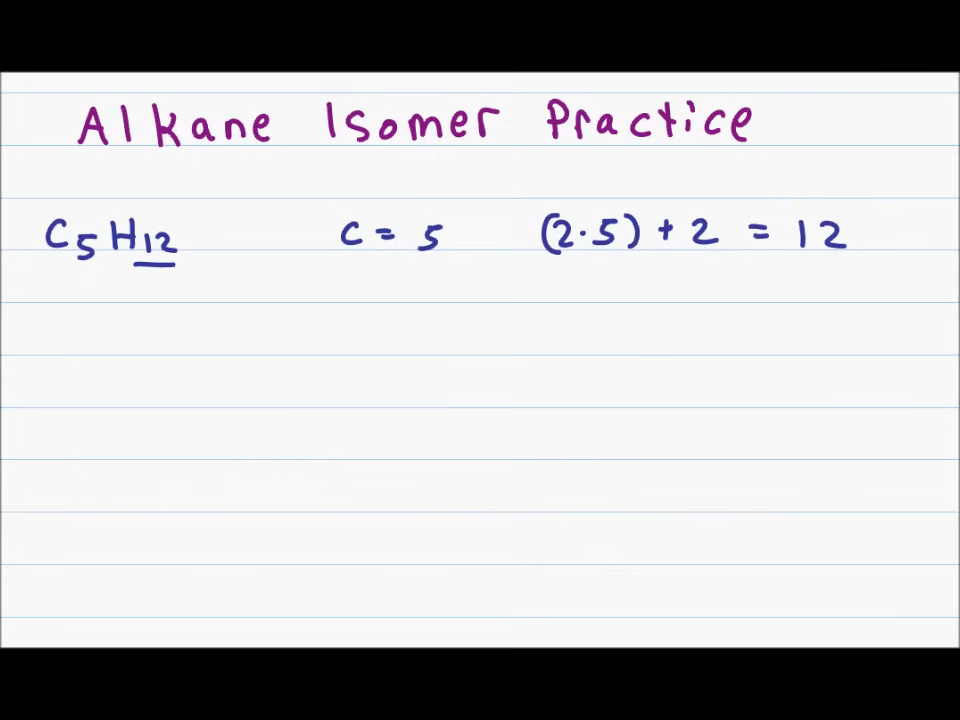 Alkane Isomer Practice
C₅H₁₂ C = 5 (2·5) + 2 = 12